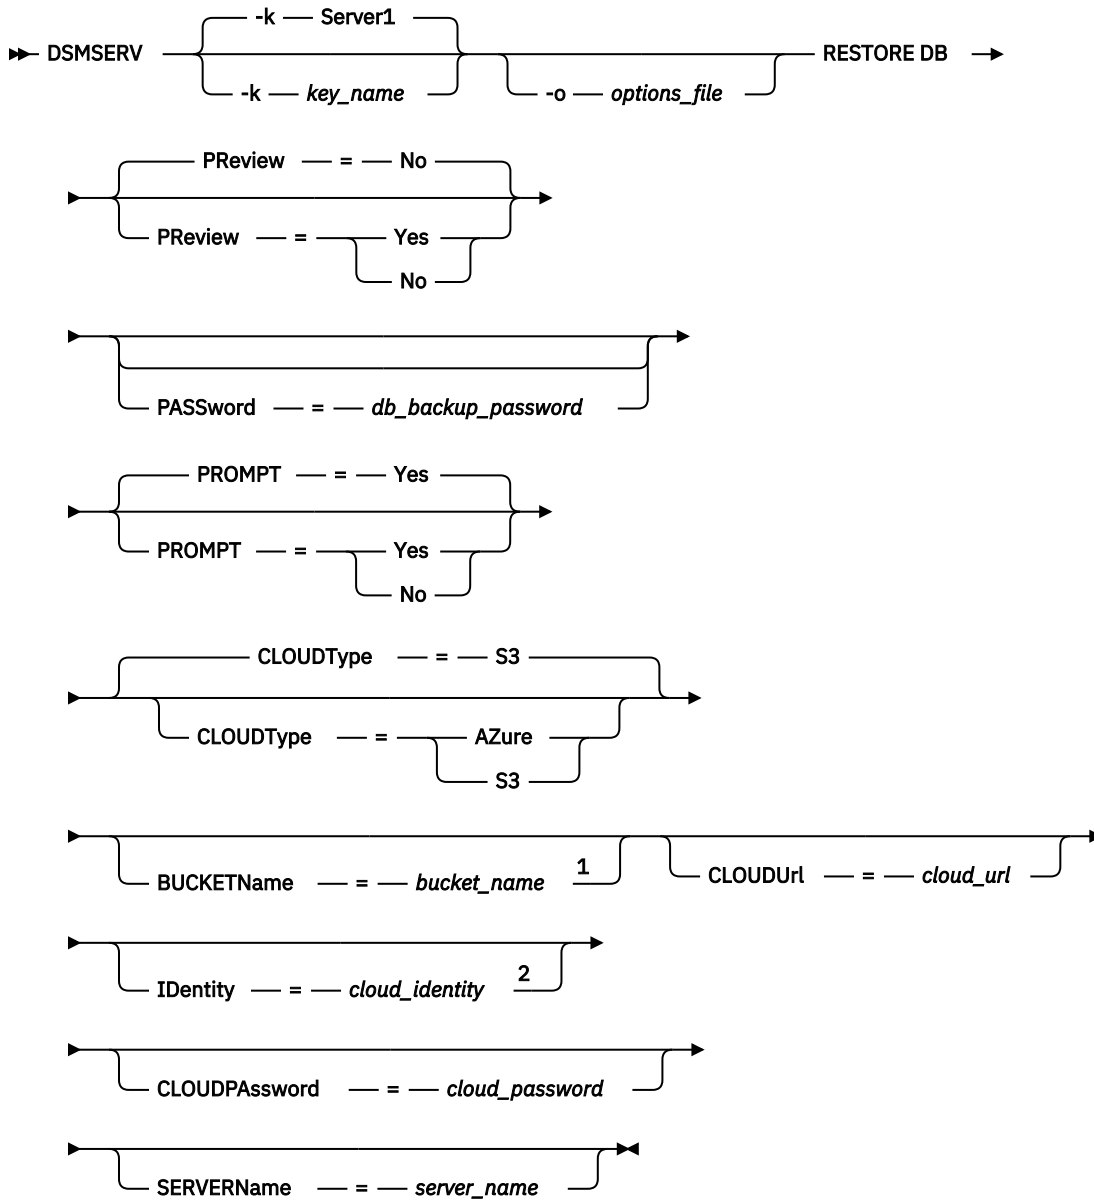 -k Server1
DSMSERV RESTORE DB
-k key_name -o options_file
PReview = No
PReview = Yes
No
PASSword = db_backup_password
PROMPT = Yes
PROMPT = Yes
No
CLOUDType = S3
CLOUDType = AZure
S3
BUCKETName = bucket_name 1 CLOUDUrl = cloud_url
IDentity = cloud_identity 2
CLOUDPAssword = cloud_password
SERVERName = server_name